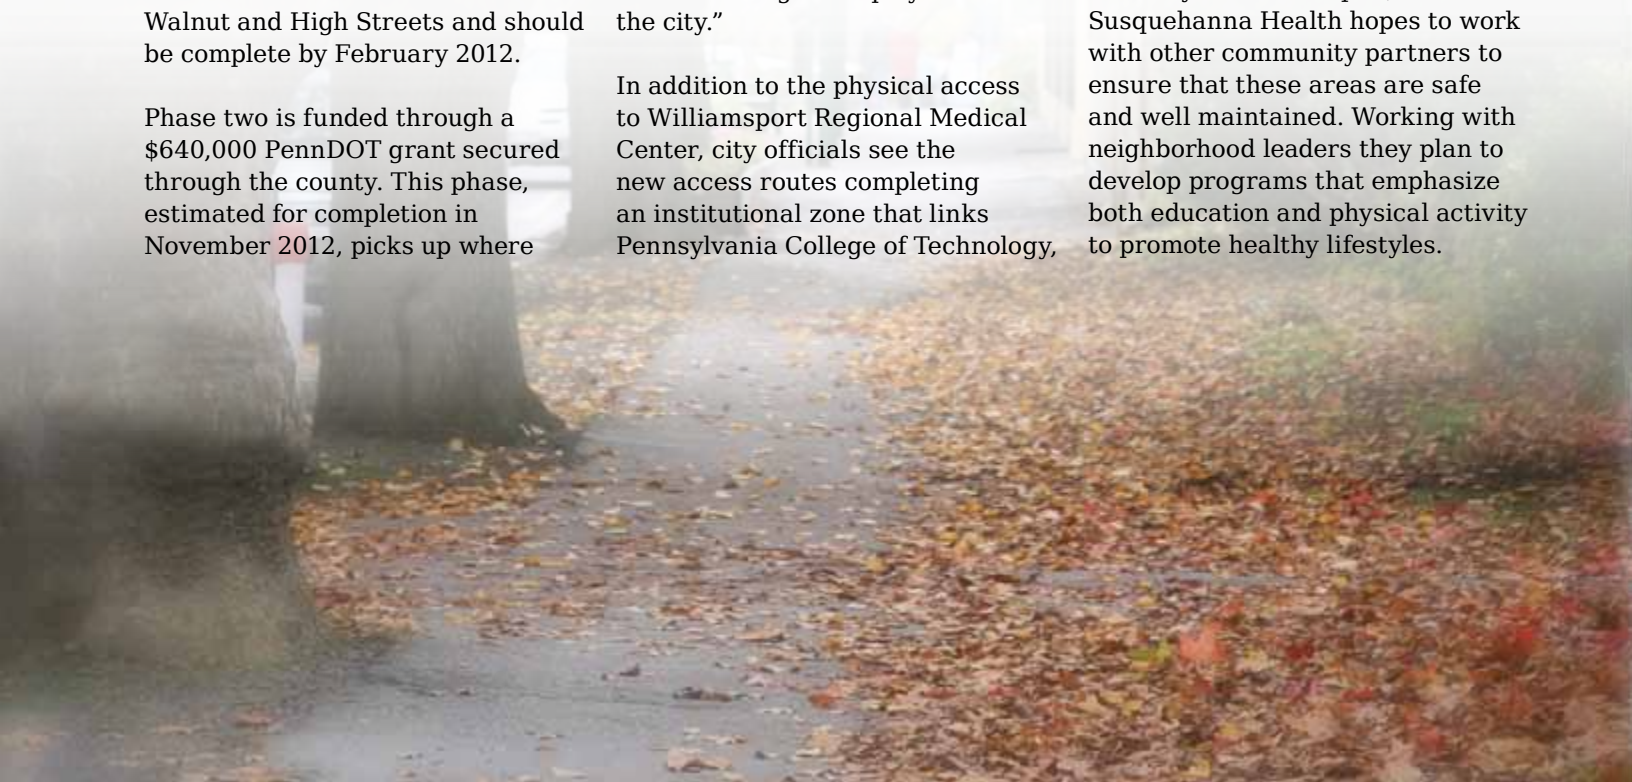 Walnut and High Streets and should
be complete by February 2012.
Phase two is funded through a
$640,000 PennDOT grant secured
through the county. This phase,
estimated for completion in
November 2012, picks up where
the city.”
In addition to the physical access
to Williamsport Regional Medical
Center, city officials see the
new access routes completing
an institutional zone that links
Pennsylvania College of Technology,
Susquehanna Health hopes to work
with other community partners to
ensure that these areas are safe
and well maintained. Working with
neighborhood leaders they plan to
develop programs that emphasize
both education and physical activity
to promote healthy lifestyles.